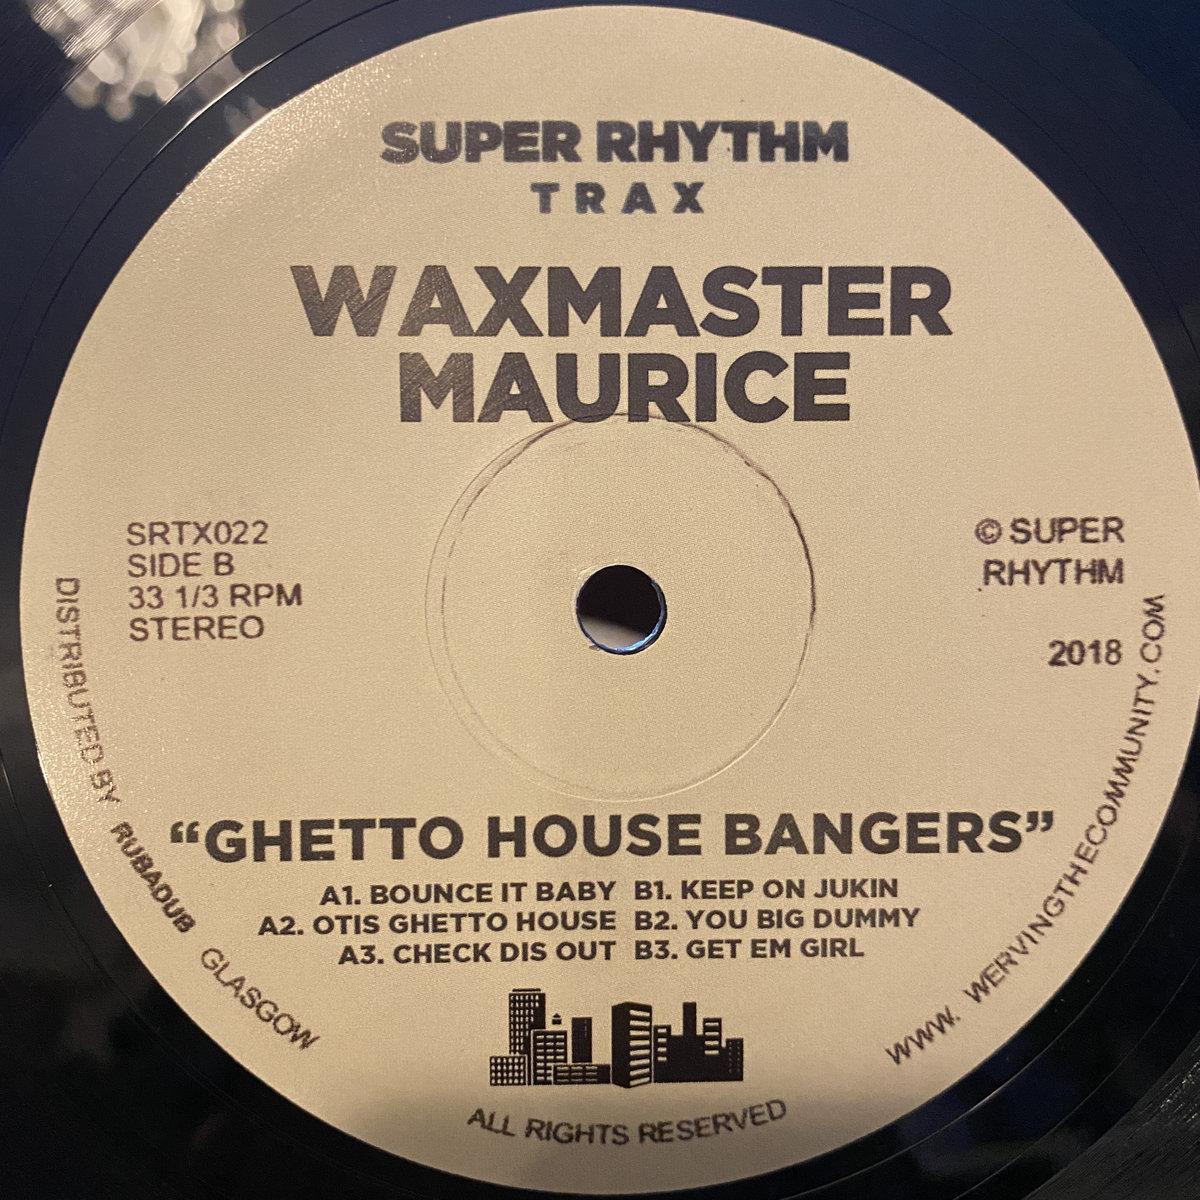 SUPER RHYTHM
TRAX
WAXMASTER
MAURICE
SRTX022
SIDE B
33 1/3 RPM
STEREO
© SUPER
RHYTHM
2018
DISTRIBUTED BY RUBADUB GLASGOW
WWW. WERVINGTHECOMMUNITY.COM
“GHETTO HOUSE BANGERS”
A1. BOUNCE IT BABY B1. KEEP ON JUKIN
A2. OTIS GHETTO HOUSE B2. YOU BIG DUMMY
A3. CHECK DIS OUT B3. GET EM GIRL
ALL RIGHTS RESERVED